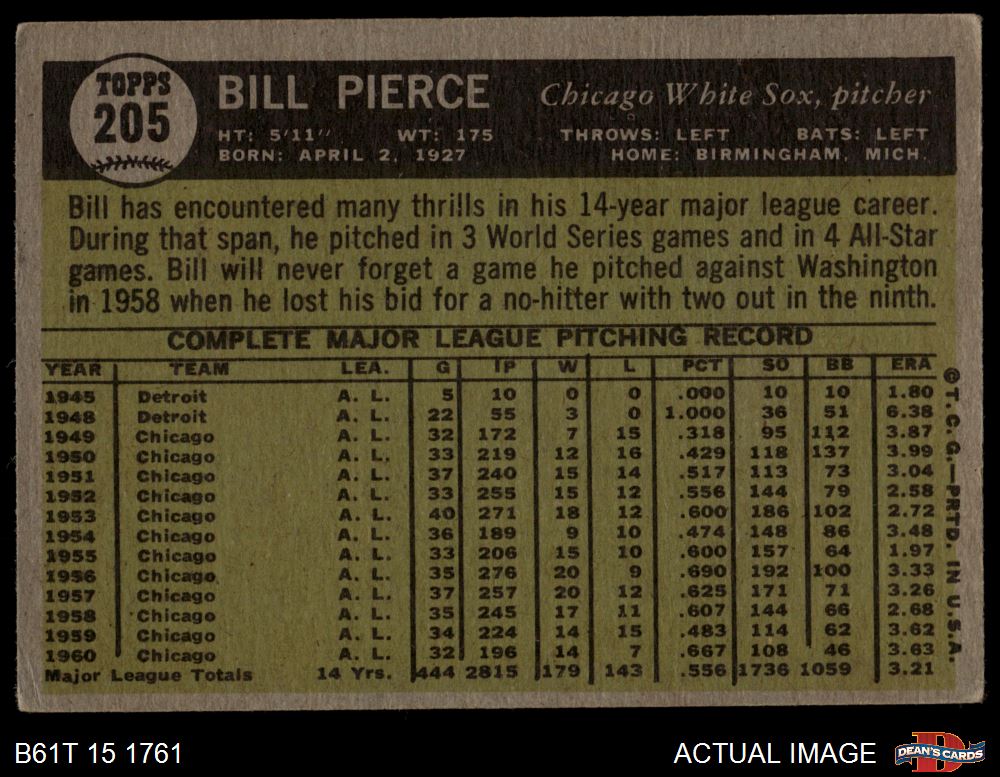 TOPPS
205
BILL PIERCE
Chicago White Sox, pitcher
HT: 5'11" WT: 175 THROWS: LEFT BATS: LEFT
BORN: APRIL 2, 1927 HOME: BIRMINGHAM, MICH.
Bill has encountered many thrills in his 14-year major league career.
During that span, he pitched in 3 World Series games and in 4 All-Star
games. Bill will never forget a game he pitched against Washington
in 1958 when he lost his bid for a no-hitter with two out in the ninth.
COMPLETE MAJOR LEAGUE PITCHING RECORD
YEAR TEAM LEA. G IP W L PCT SO BB ERA
1945 Detroit A. L. 5 10 0 0 .000 10 10 1.80
1948 Detroit A. L. 22 55 3 0 1.000 36 51 6.38
1949 Chicago A. L. 32 172 7 15 .318 95 112 3.87
1950 Chicago A. L. 33 219 12 16 .429 118 137 3.99
1951 Chicago A. L. 37 240 15 14 .517 113 73 3.04
1952 Chicago A. L. 33 255 15 12 .556 144 79 2.58
1953 Chicago A. L. 40 271 18 12 .600 186 102 2.72
1954 Chicago A. L. 36 189 9 10 .474 148 86 3.48
1955 Chicago A. L. 33 206 15 10 .600 157 64 1.97
1956 Chicago A. L. 35 276 20 9 .690 192 100 3.33
1957 Chicago A. L. 37 257 20 12 .625 171 71 3.26
1958 Chicago A. L. 35 245 17 11 .607 144 66 2.68
1959 Chicago A. L. 34 224 14 15 .483 114 62 3.62
1960 Chicago A. L. 32 196 14 7 .667 108 46 3.63
Major League Totals 14 Yrs. 444 2815 179 143 .556 1736 1059 3.21
© T. C. G.—PRTD. IN U.S.A.
B61T 15 1761
ACTUAL IMAGE
D
DEAN'S CARDS